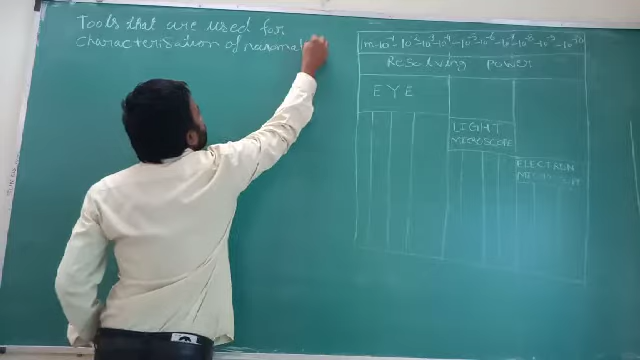 Tools that are used for
characterisation of nanomat
m -10⁻¹ -10⁻² -10⁻³ -10⁻⁴ -10⁻⁵ -10⁻⁶ -10⁻⁷ -10⁻⁸ -10⁻⁹ -10⁻¹⁰
Resolving power
EYE
LIGHT
MICROSCOPE
ELECTRON
MICROSCOPE